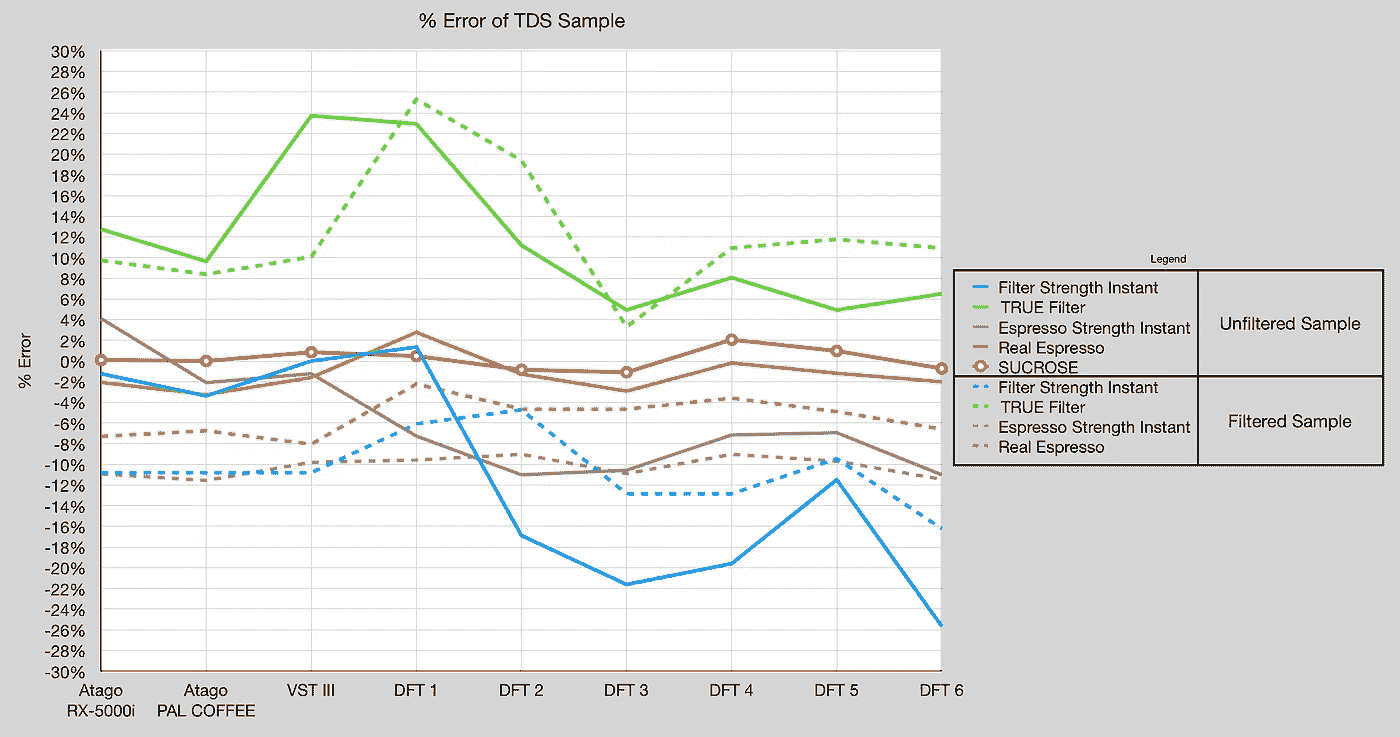 % Error of TDS Sample
30%
28%
26%
24%
22%
20%
18%
16%
14%
12%
10%
8%
6%
4%
2%
0%
-2%
-4%
-6%
-8%
-10%
-12%
-14%
-16%
-18%
-20%
-22%
-24%
-26%
-28%
-30%
% Error
Atago RX-5000i
Atago PAL COFFEE
VST III
DFT 1
DFT 2
DFT 3
DFT 4
DFT 5
DFT 6
Legend
Filter Strength Instant
TRUE Filter
Espresso Strength Instant
Real Espresso
SUCROSE
Unfiltered Sample
Filter Strength Instant
TRUE Filter
Espresso Strength Instant
Real Espresso
Filtered Sample